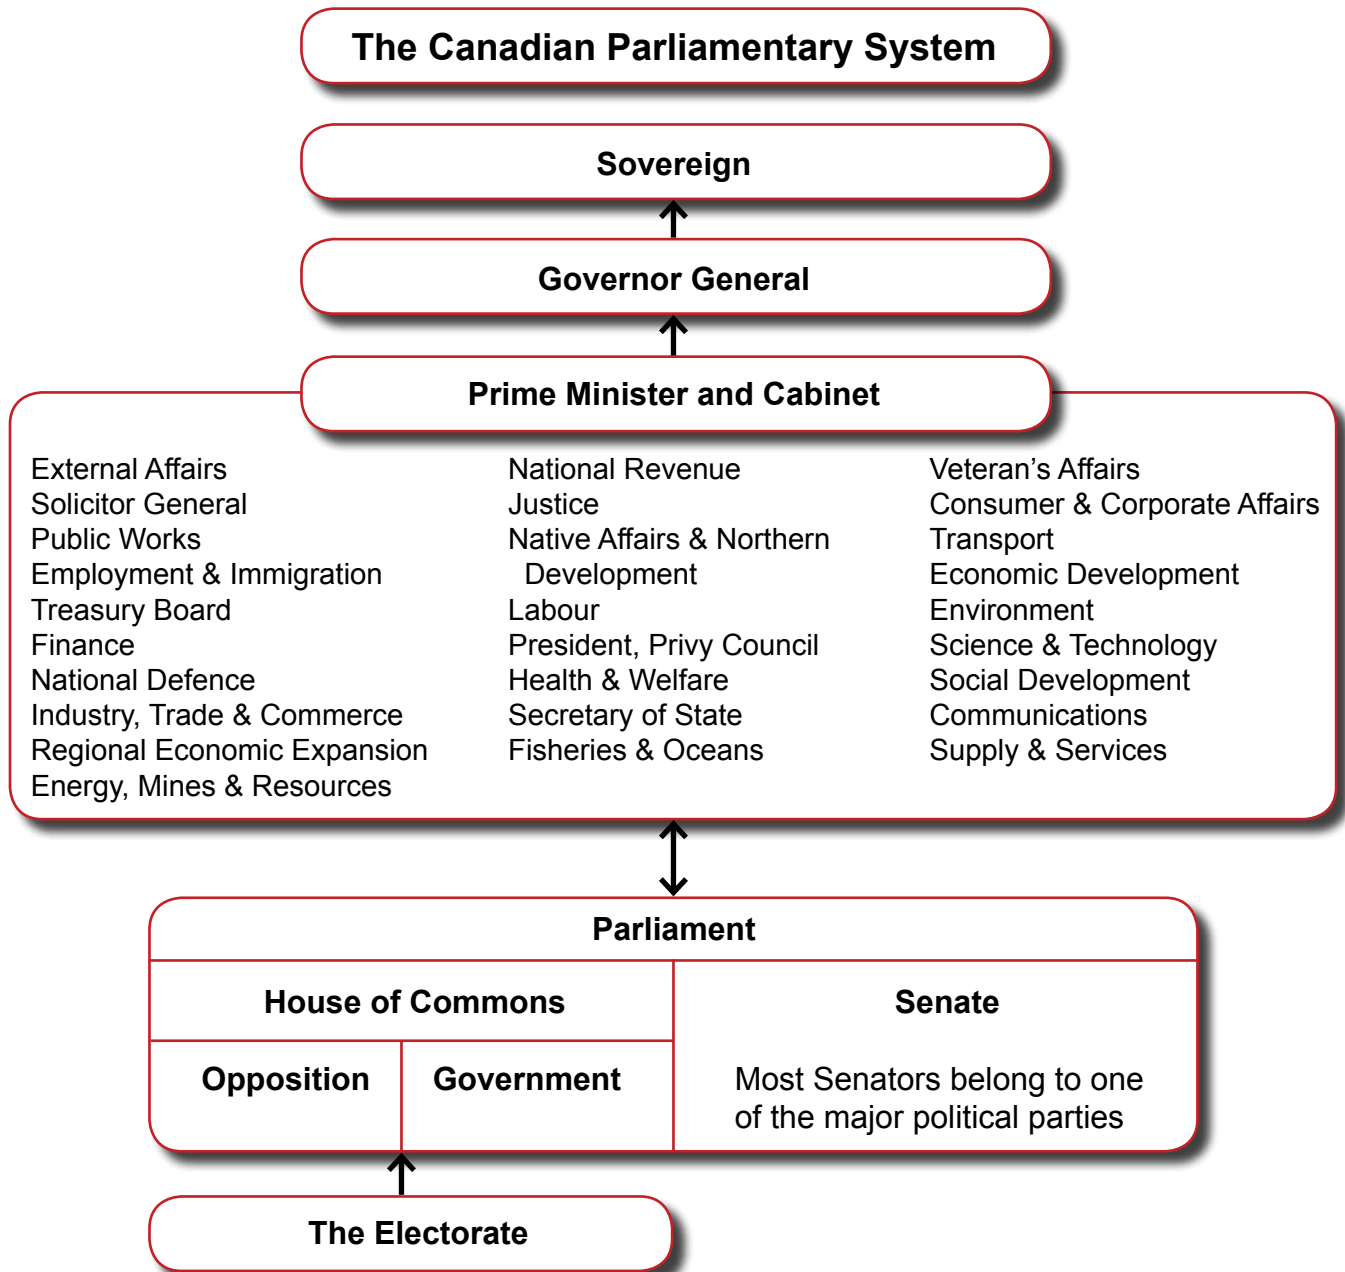 The Canadian Parliamentary System
Sovereign
Governor General
Prime Minister and Cabinet
External Affairs
Solicitor General
Public Works
Employment & Immigration
Treasury Board
Finance
National Defence
Industry, Trade & Commerce
Regional Economic Expansion
Energy, Mines & Resources
National Revenue
Justice
Native Affairs & Northern
Development
Labour
President, Privy Council
Health & Welfare
Secretary of State
Fisheries & Oceans
Veteran's Affairs
Consumer & Corporate Affairs
Transport
Economic Development
Environment
Science & Technology
Social Development
Communications
Supply & Services
Parliament
House of Commons
Opposition
Government
Senate
Most Senators belong to one
of the major political parties
The Electorate